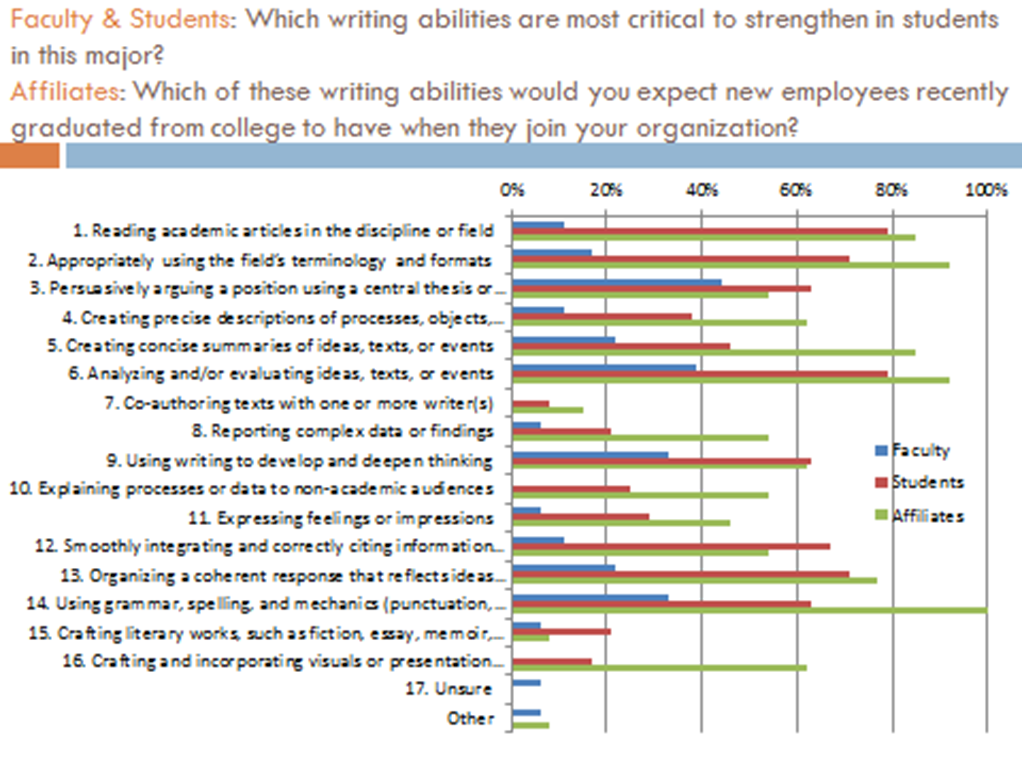 Faculty & Students: Which writing abilities are most critical to strengthen in students
in this major?
Affiliates: Which of these writing abilities would you expect new employees recently
graduated from college to have when they join your organization?
0% 20% 40% 60% 80% 100%
1. Reading academic articles in the discipline or field
2. Appropriately using the field's terminology and formats
3. Persuasively arguing a position using a central thesis or...
4. Creating precise descriptions of processes, objects,...
5. Creating concise summaries of ideas, texts, or events
6. Analyzing and/or evaluating ideas, texts, or events
7. Co-authoring texts with one or more writer(s)
8. Reporting complex data or findings
9. Using writing to develop and deepen thinking
10. Explaining processes or data to non-academic audiences
11. Expressing feelings or impressions
12. Smoothly integrating and correctly citing information...
13. Organizing a coherent response that reflects ideas...
14. Using grammar, spelling, and mechanics (punctuation,...
15. Crafting literary works, such as fiction, essay, memoir,...
16. Crafting and incorporating visuals or presentation...
17. Unsure
Other
Faculty
Students
Affiliates